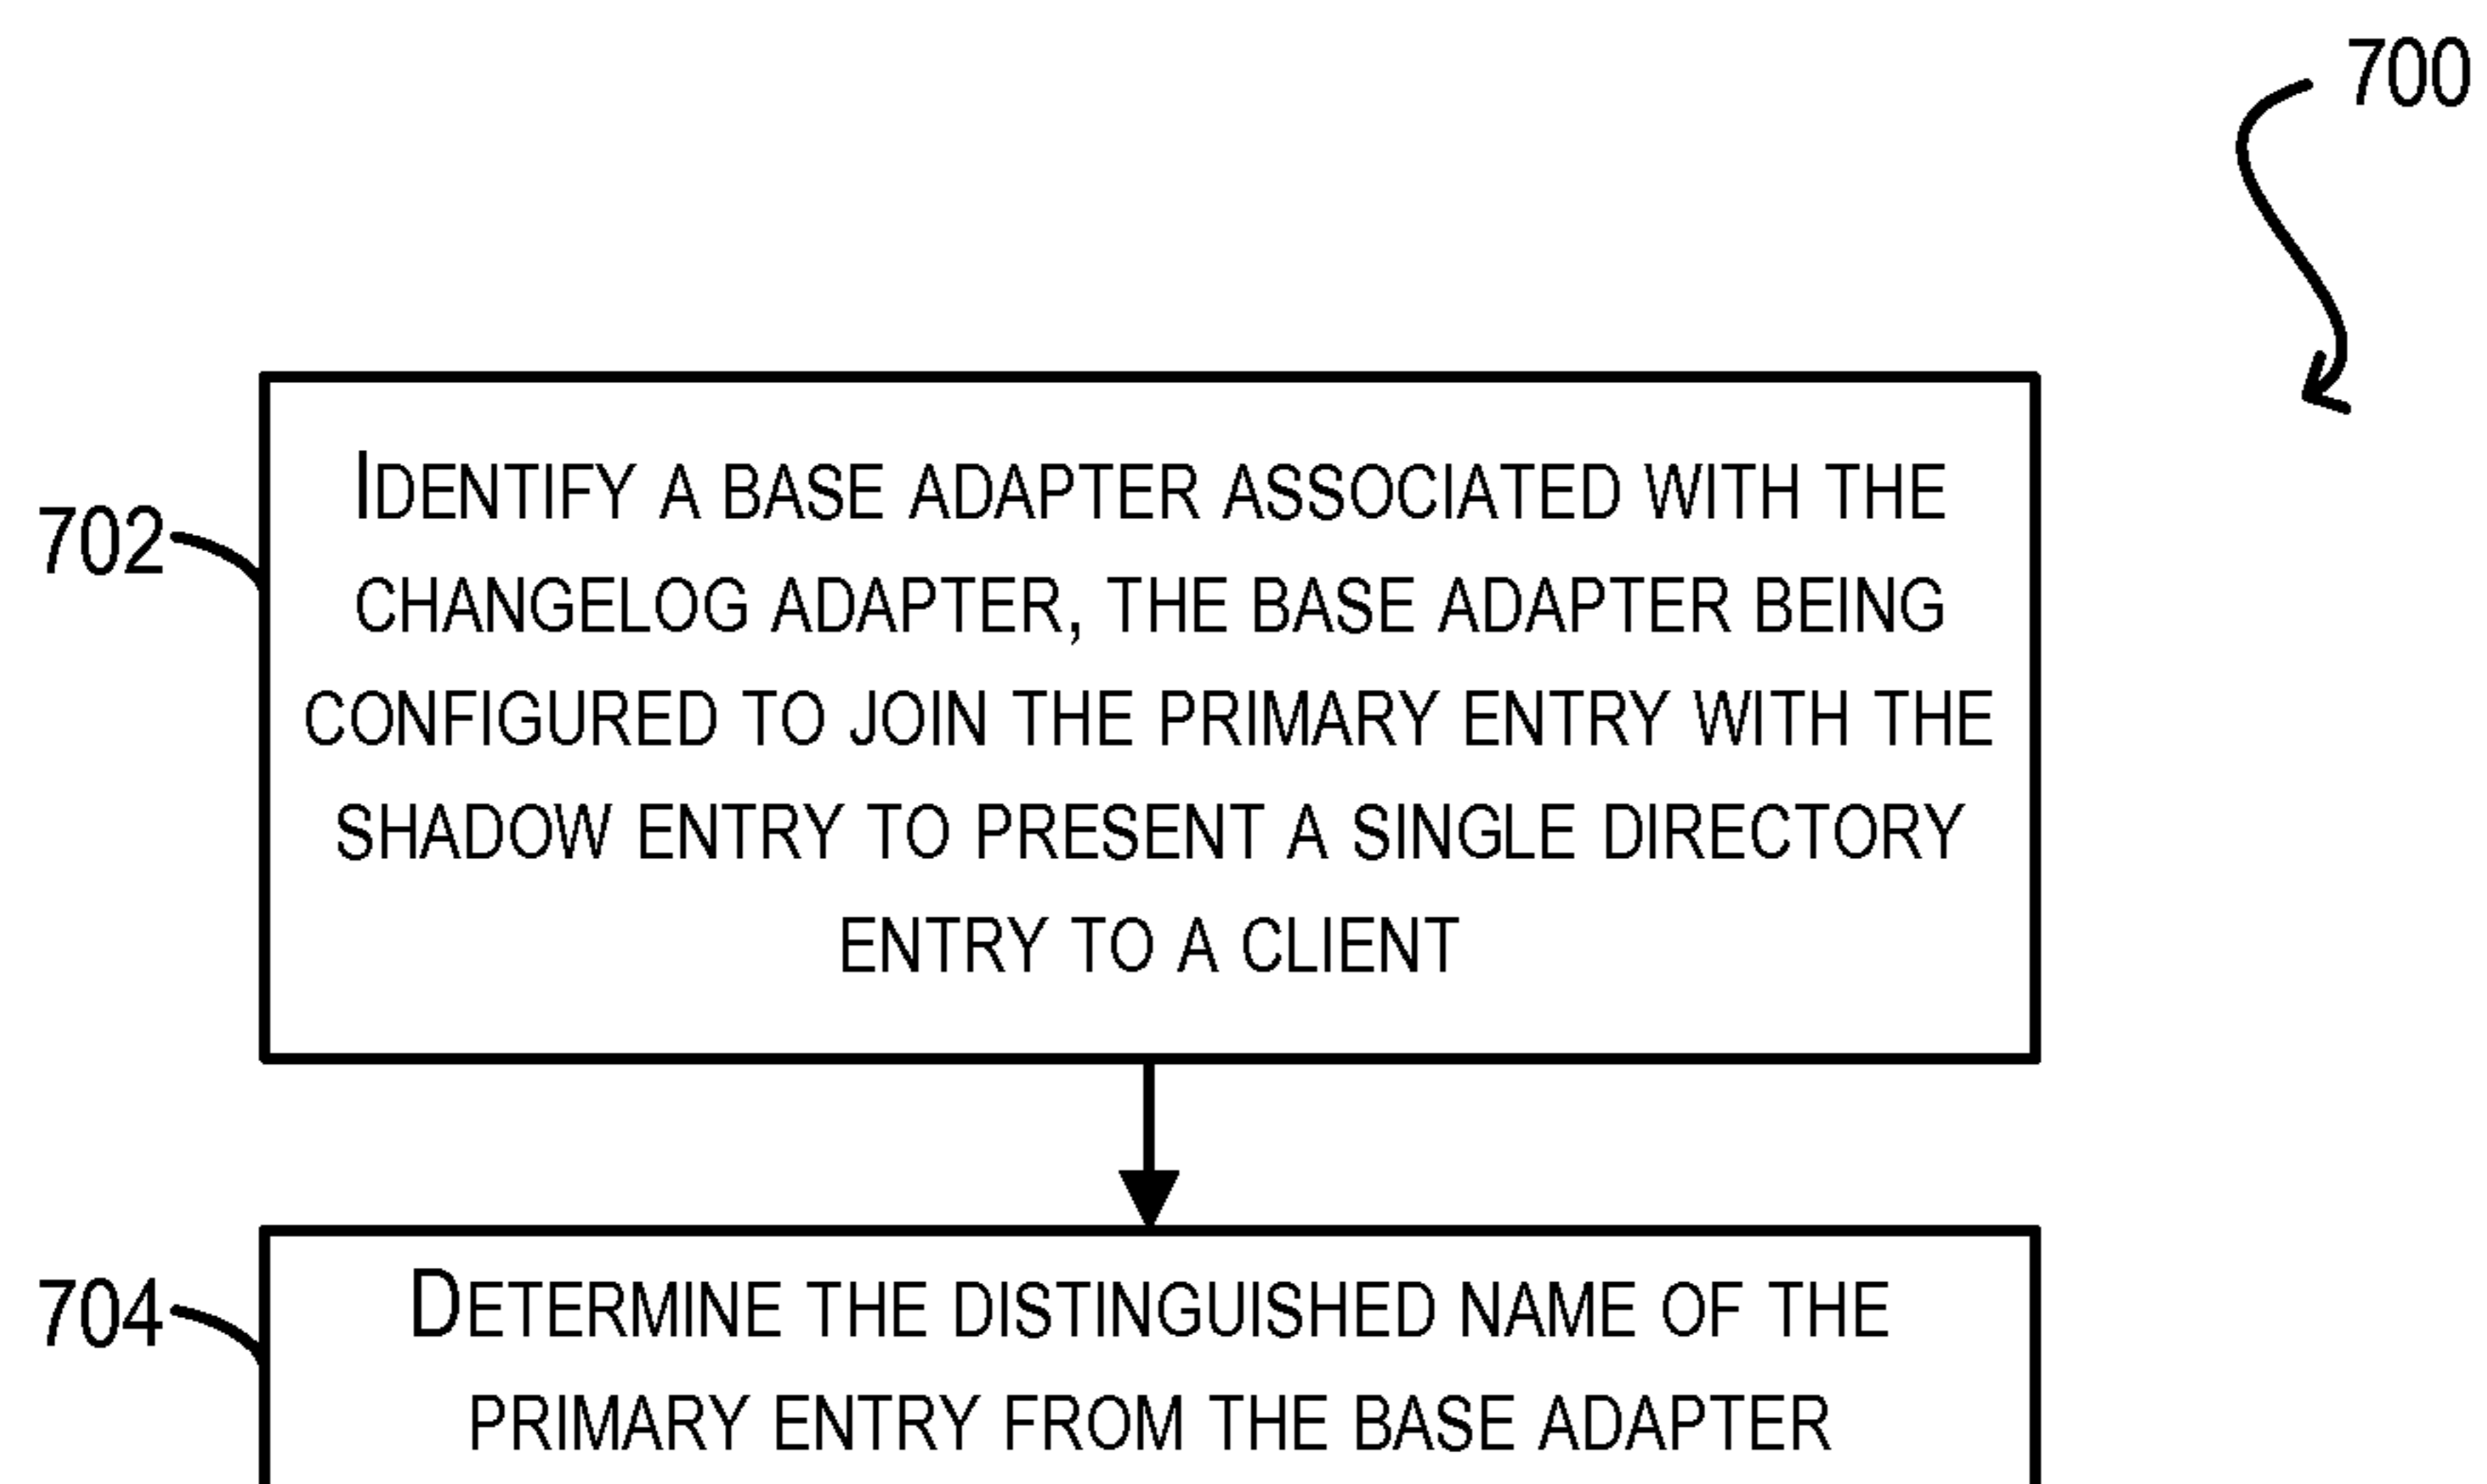 700
702
IDENTIFY A BASE ADAPTER ASSOCIATED WITH THE
CHANGELOG ADAPTER, THE BASE ADAPTER BEING
CONFIGURED TO JOIN THE PRIMARY ENTRY WITH THE
SHADOW ENTRY TO PRESENT A SINGLE DIRECTORY
ENTRY TO A CLIENT
704
DETERMINE THE DISTINGUISHED NAME OF THE
PRIMARY ENTRY FROM THE BASE ADAPTER